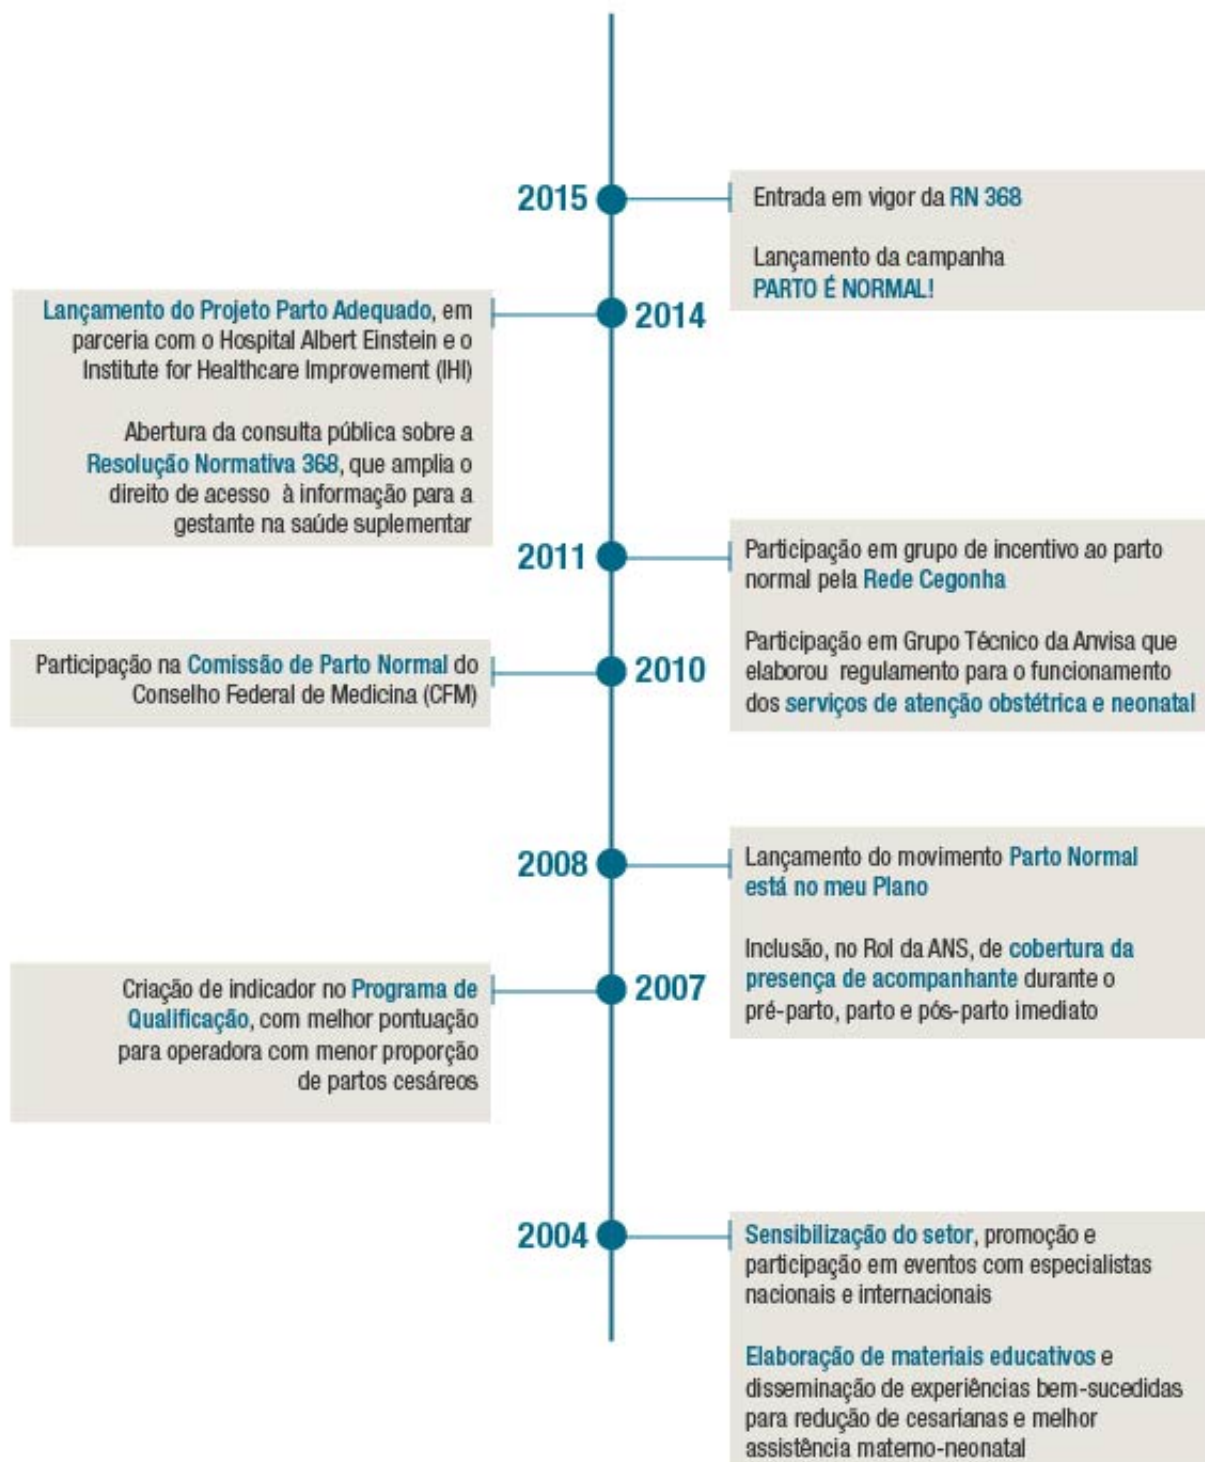 2015
Entrada em vigor da RN 368
Lançamento da campanha
PARTO É NORMAL!
2014
Lançamento do Projeto Parto Adequado, em
parceria com o Hospital Albert Einstein e o
Institute for Healthcare Improvement (IHI)
Abertura da consulta pública sobre a
Resolução Normativa 368, que amplia o
direito de acesso à informação para a
gestante na saúde suplementar
2011
Participação em grupo de incentivo ao parto
normal pela Rede Cegonha
Participação em Grupo Técnico da Anvisa que
elaborou regulamento para o funcionamento
dos serviços de atenção obstétrica e neonatal
2010
Participação na Comissão de Parto Normal do
Conselho Federal de Medicina (CFM)
2008
Lançamento do movimento Parto Normal
está no meu Plano
Inclusão, no Rol da ANS, de cobertura da
presença de acompanhante durante o
pré-parto, parto e pós-parto imediato
2007
Criação de indicador no Programa de
Qualificação, com melhor pontuação
para operadora com menor proporção
de partos cesáreos
2004
Sensibilização do setor, promoção e
participação em eventos com especialistas
nacionais e internacionais
Elaboração de materiais educativos e
disseminação de experiências bem-sucedidas
para redução de cesarianas e melhor
assistência materno-neonatal